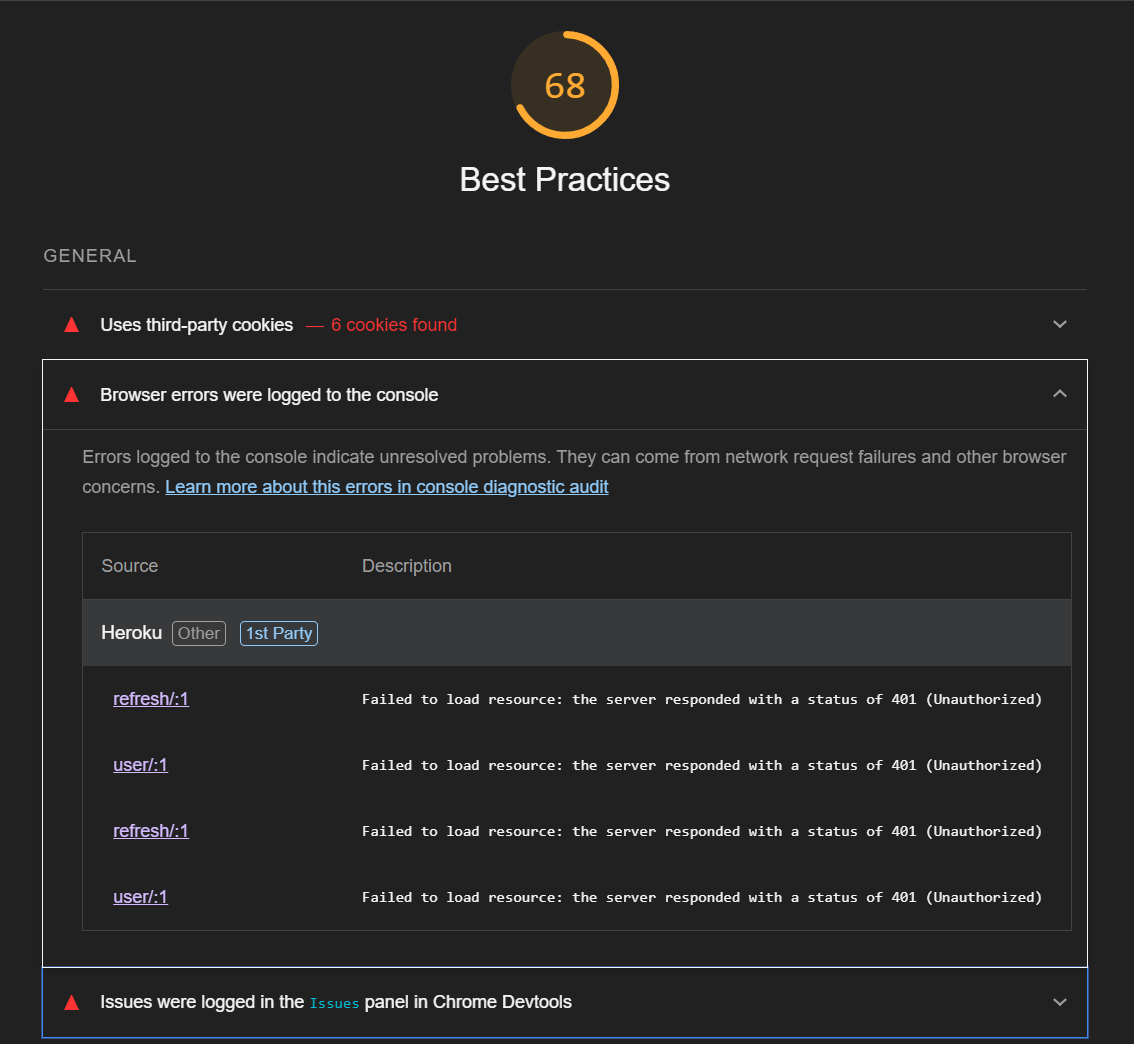 68
Best Practices
GENERAL
Uses third-party cookies — 6 cookies found
Browser errors were logged to the console
Errors logged to the console indicate unresolved problems. They can come from network request failures and other browser
concerns. Learn more about this errors in console diagnostic audit
Source Description
Heroku Other 1st Party
refresh/:1 Failed to load resource: the server responded with a status of 401 (Unauthorized)
user/:1 Failed to load resource: the server responded with a status of 401 (Unauthorized)
refresh/:1 Failed to load resource: the server responded with a status of 401 (Unauthorized)
user/:1 Failed to load resource: the server responded with a status of 401 (Unauthorized)
Issues were logged in the Issues panel in Chrome Devtools